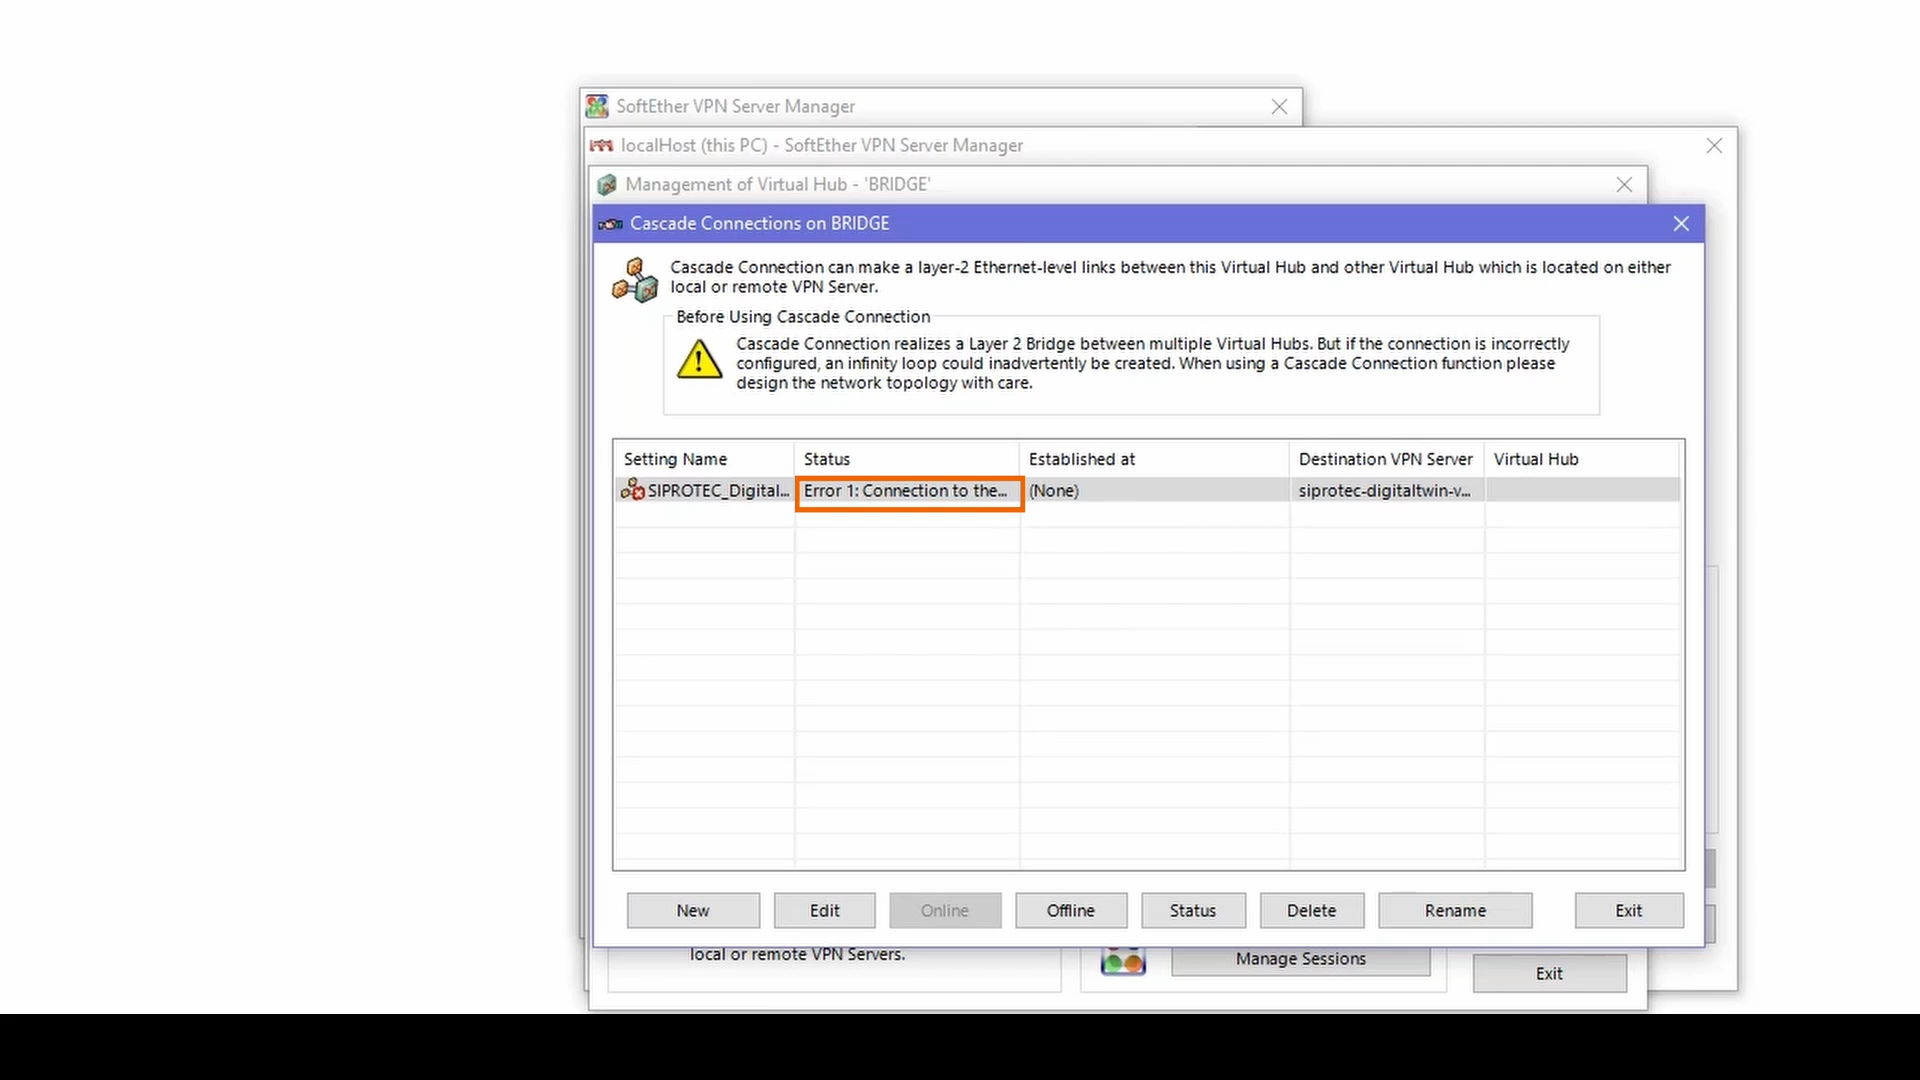 SoftEther VPN Server Manager
localHost (this PC) - SoftEther VPN Server Manager
Management of Virtual Hub - 'BRIDGE'
Cascade Connections on BRIDGE
Cascade Connection can make a layer-2 Ethernet-level links between this Virtual Hub and other Virtual Hub which is located on either
local or remote VPN Server.
Before Using Cascade Connection
Cascade Connection realizes a Layer 2 Bridge between multiple Virtual Hubs. But if the connection is incorrectly
configured, an infinity loop could inadvertently be created. When using a Cascade Connection function please
design the network topology with care.
Setting Name Status Established at Destination VPN Server Virtual Hub
SIPROTEC_Digital... Error 1: Connection to the... (None) siprotec-digitaltwin-v...
New Edit Online Offline Status Delete Rename Exit
local or remote VPN Servers.
Manage Sessions
Exit